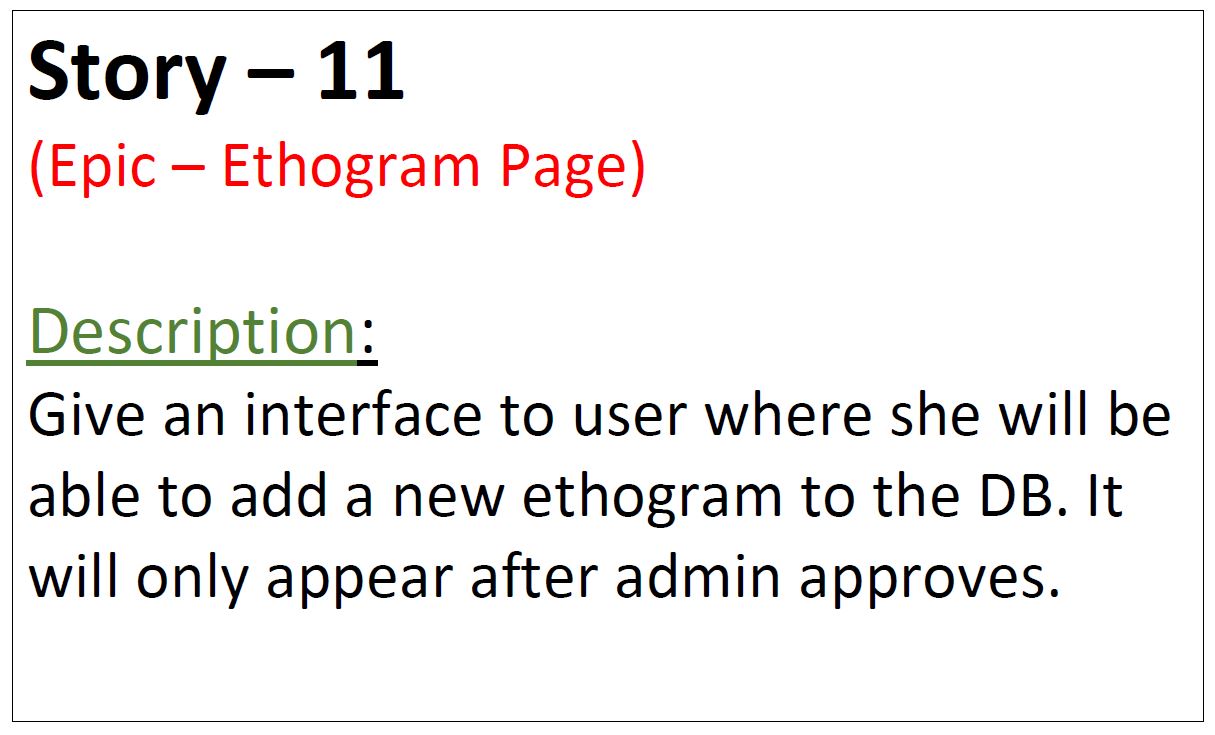 Story – 11
(Epic – Ethogram Page)
Description:
Give an interface to user where she will be
able to add a new ethogram to the DB. It
will only appear after admin approves.